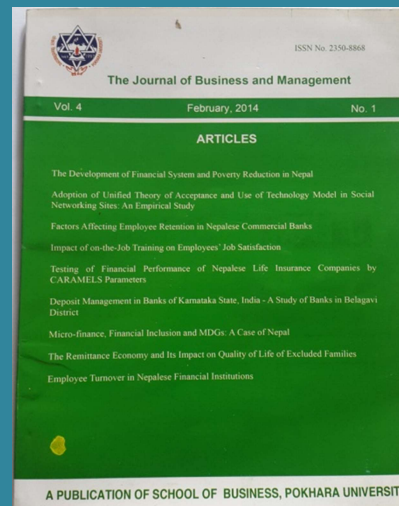 ISSN No. 2350-8868
The Journal of Business and Management
Vol. 4 February, 2014 No. 1
ARTICLES
The Development of Financial System and Poverty Reduction in Nepal
Adoption of Unified Theory of Acceptance and Use of Technology Model in Social
Networking Sites: An Empirical Study
Factors Affecting Employee Retention in Nepalese Commercial Banks
Impact of on-the-Job Training on Employees' Job Satisfaction
Testing of Financial Performance of Nepalese Life Insurance Companies by
CARAMELS Parameters
Deposit Management in Banks of Karnataka State, India - A Study of Banks in Belagavi
District
Micro-finance, Financial Inclusion and MDGs: A Case of Nepal
The Remittance Economy and Its Impact on Quality of Life of Excluded Families
Employee Turnover in Nepalese Financial Institutions
A PUBLICATION OF SCHOOL OF BUSINESS, POKHARA UNIVERSIT